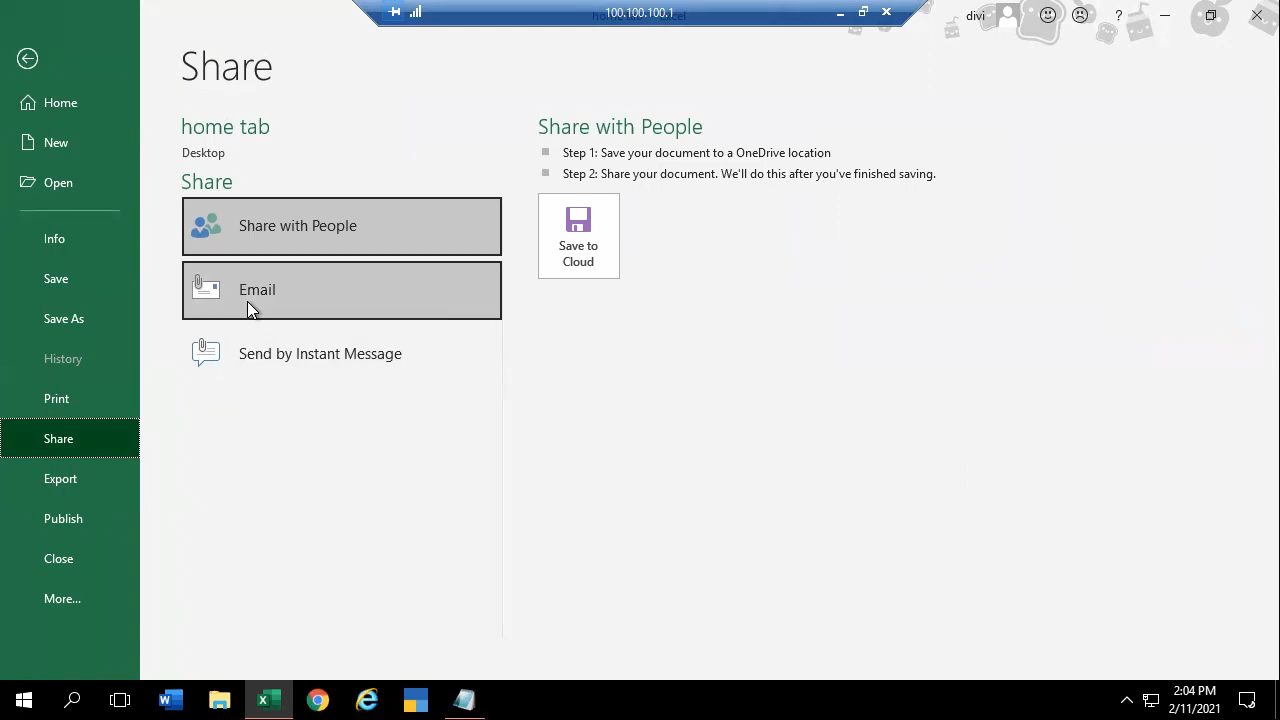 100.100.100.1
divi
?
Share
Home
New
Open
Info
Save
Save As
History
Print
Share
Export
Publish
Close
More...
home tab
Desktop
Share
Share with People
Email
Send by Instant Message
Share with People
Step 1: Save your document to a OneDrive location
Step 2: Share your document. We'll do this after you've finished saving.
Save to
Cloud
2:04 PM
2/11/2021